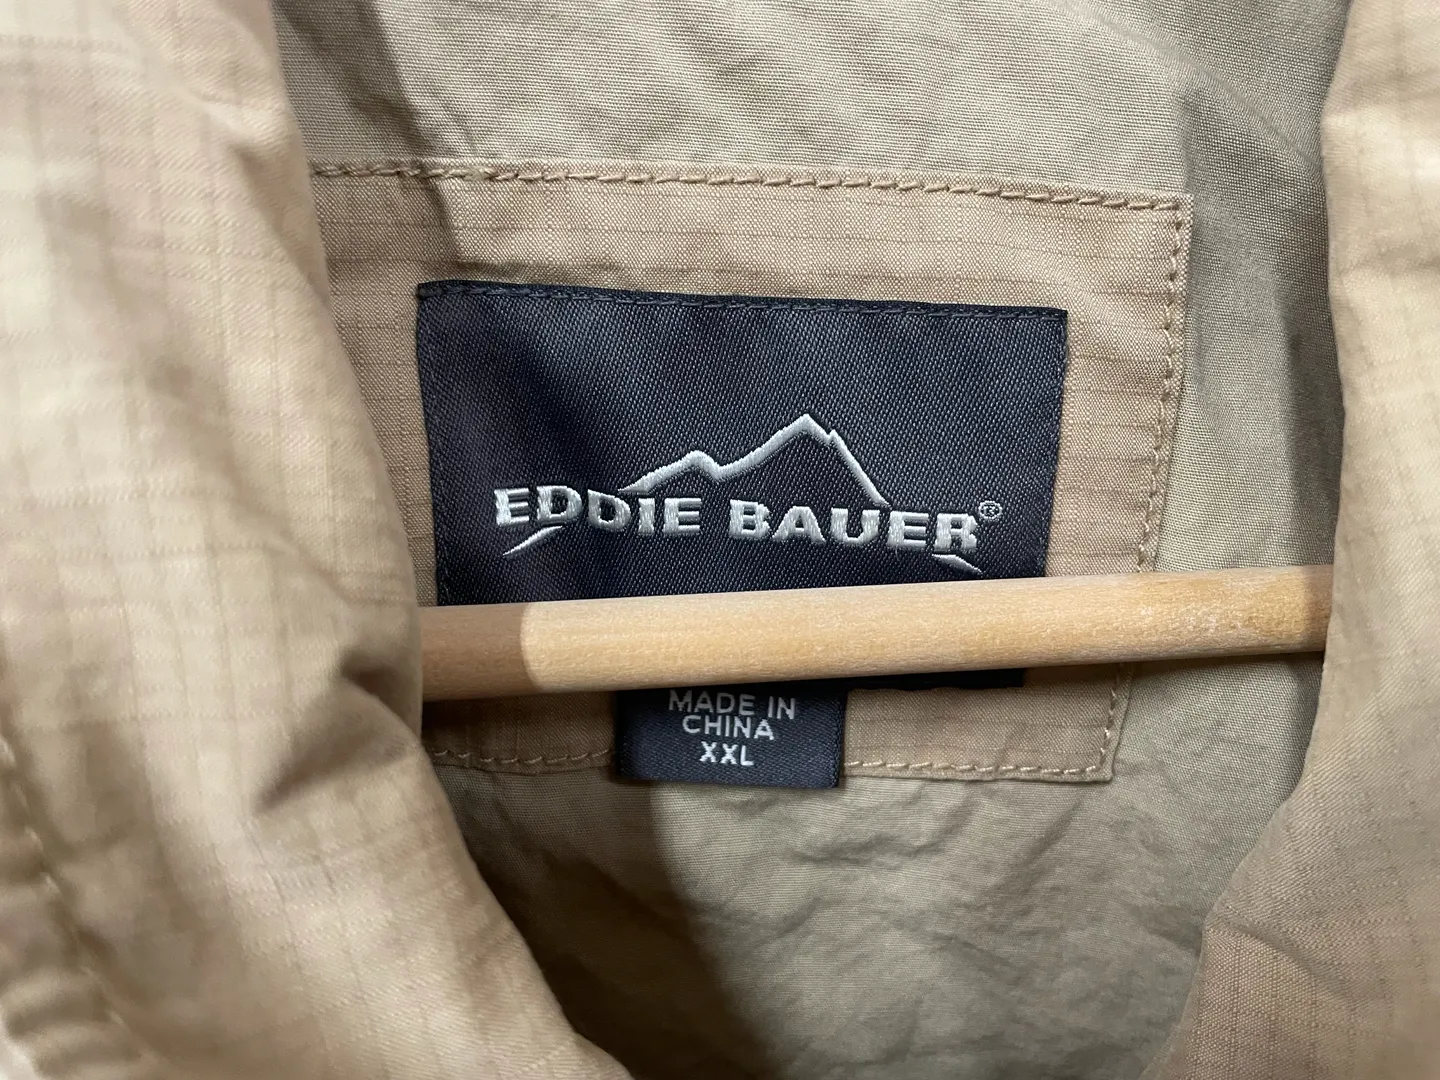 EDDIE BAUER®
MADE IN
CHINA
XXL